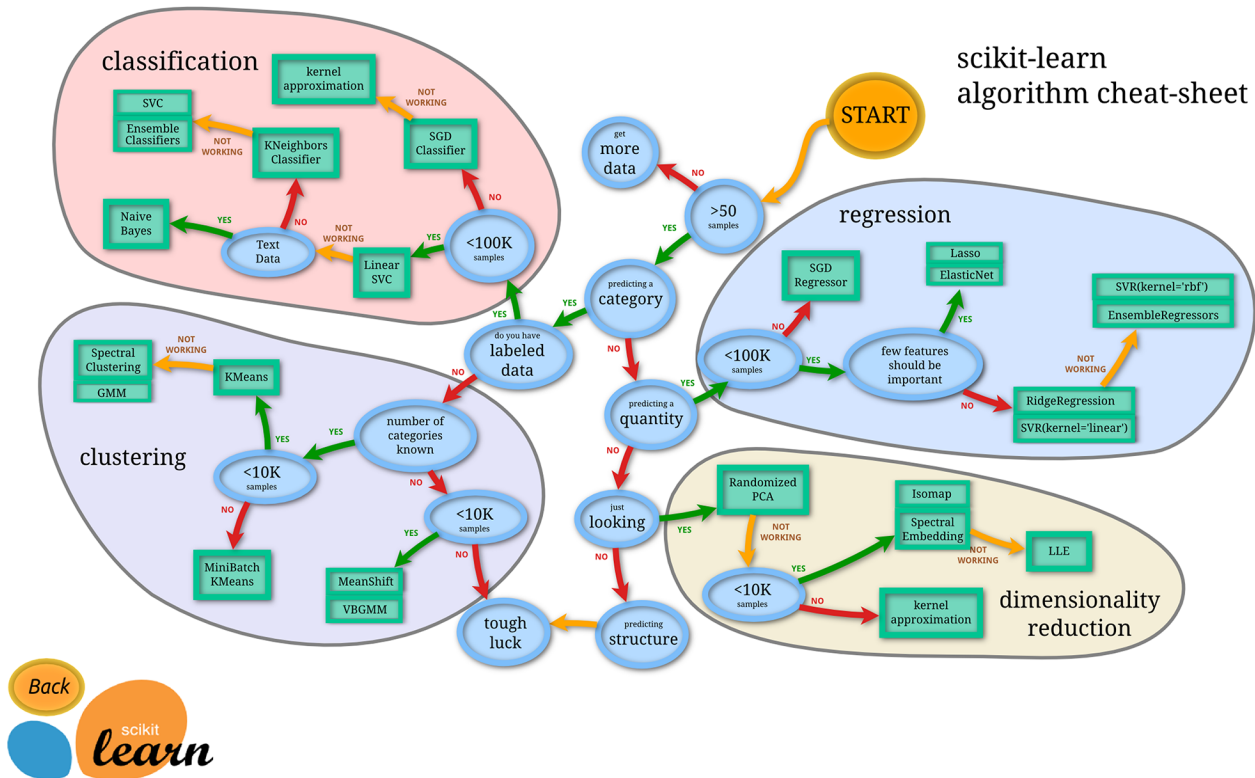 scikit-learn
algorithm cheat-sheet
START
get
more
data
NO
>50
samples
YES
predicting a
category
YES
NO
do you have
labeled
data
YES
NO
predicting a
quantity
YES
NO
just
looking
YES
NO
predicting
structure
tough
luck
classification
kernel
approximation
NOT
WORKING
SGD
Classifier
NO
<100K
samples
YES
Linear
SVC
NOT
WORKING
Text
Data
YES
NO
Naive
Bayes
KNeighbors
Classifier
NOT
WORKING
SVC
Ensemble
Classifiers
regression
SGD
Regressor
NO
<100K
samples
YES
few features
should be
important
YES
NO
Lasso
ElasticNet
RidgeRegression
SVR(kernel='linear')
NOT
WORKING
SVR(kernel='rbf')
EnsembleRegressors
clustering
number of
categories
known
YES
NO
<10K
samples
YES
NO
KMeans
NOT
WORKING
Spectral
Clustering
GMM
MiniBatch
KMeans
<10K
samples
YES
NO
MeanShift
VBGMM
dimensionality
reduction
Randomized
PCA
NOT
WORKING
<10K
samples
YES
NO
Isomap
Spectral
Embedding
NOT
WORKING
LLE
kernel
approximation
Back
scikit
learn